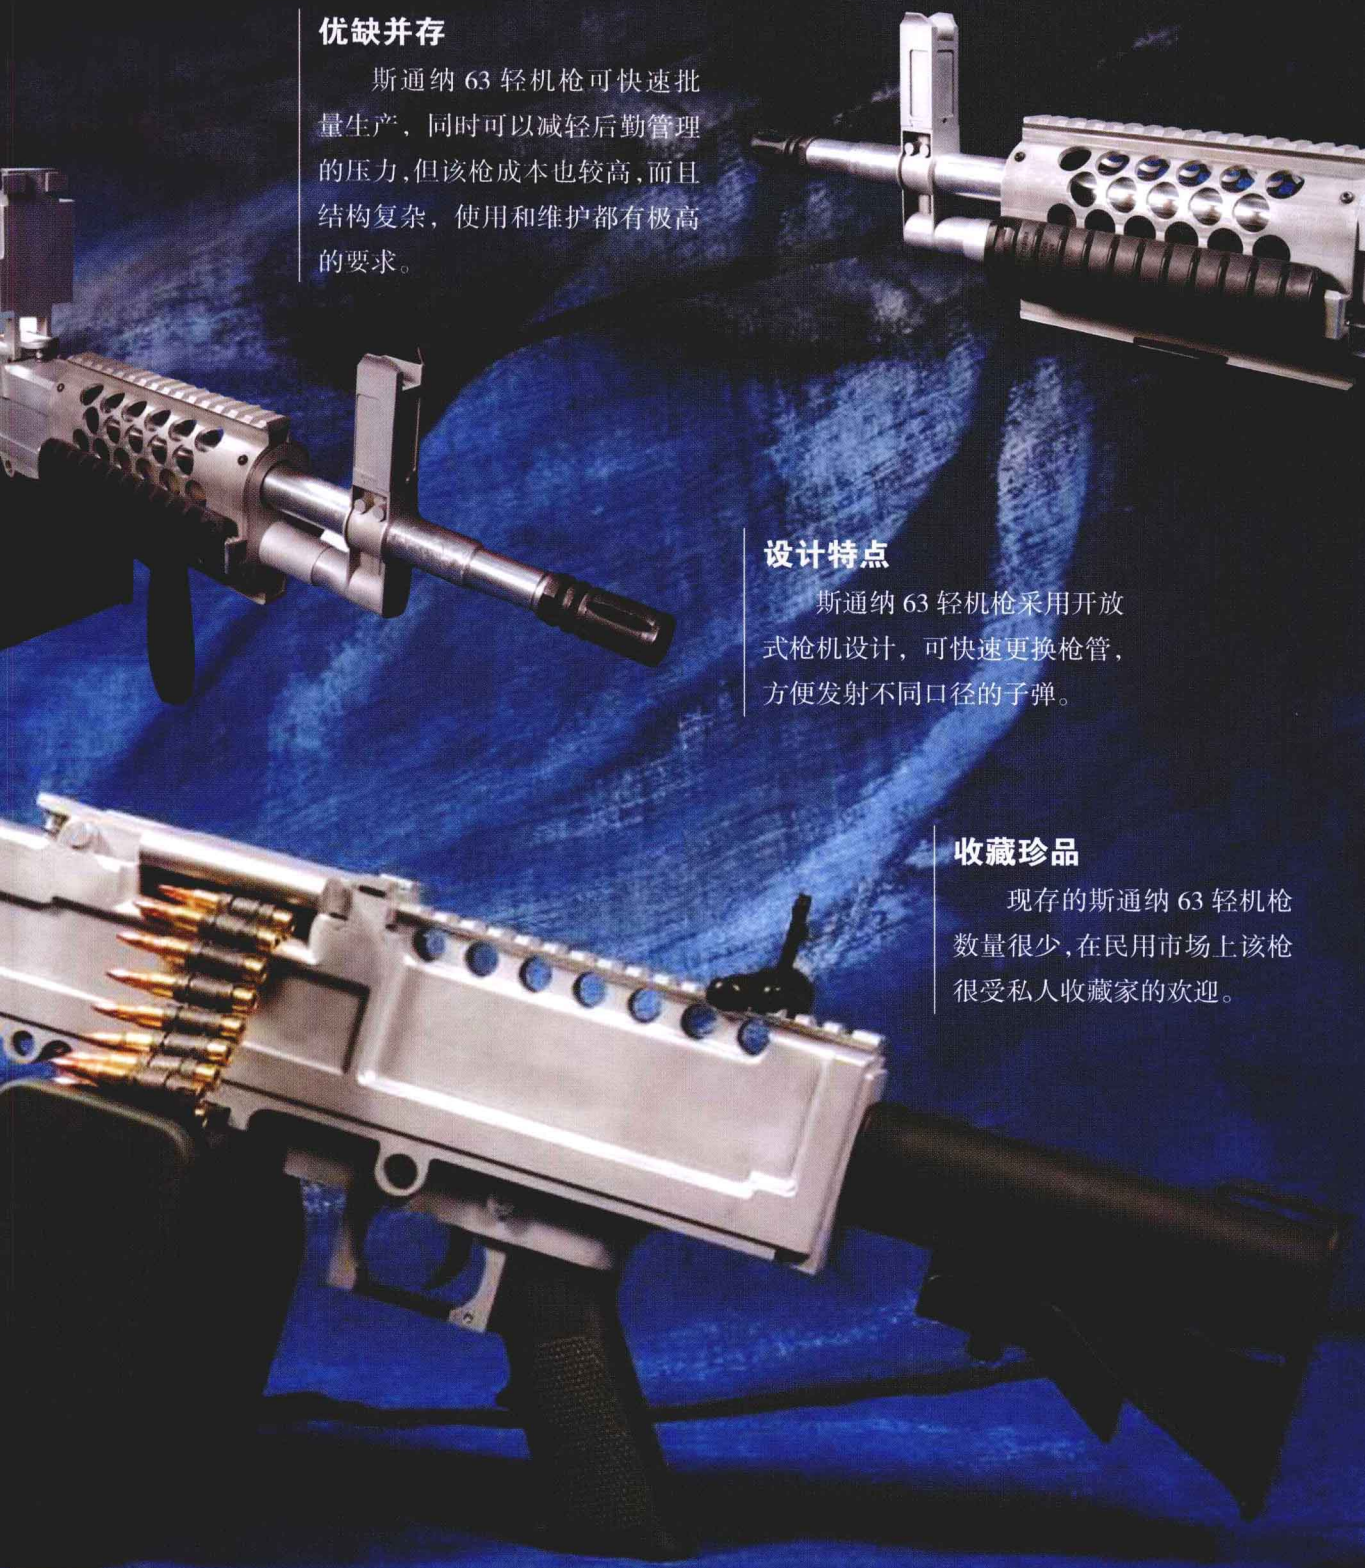 优缺并存
斯通纳 63 轻机枪可快速批
量生产，同时可以减轻后勤管理
的压力,但该枪成本也较高,而且
结构复杂，使用和维护都有极高
的要求。
设计特点
斯通纳 63 轻机枪采用开放
式枪机设计，可快速更换枪管，
方便发射不同口径的子弹。
收藏珍品
现存的斯通纳 63 轻机枪
数量很少,在民用市场上该枪
很受私人收藏家的欢迎。